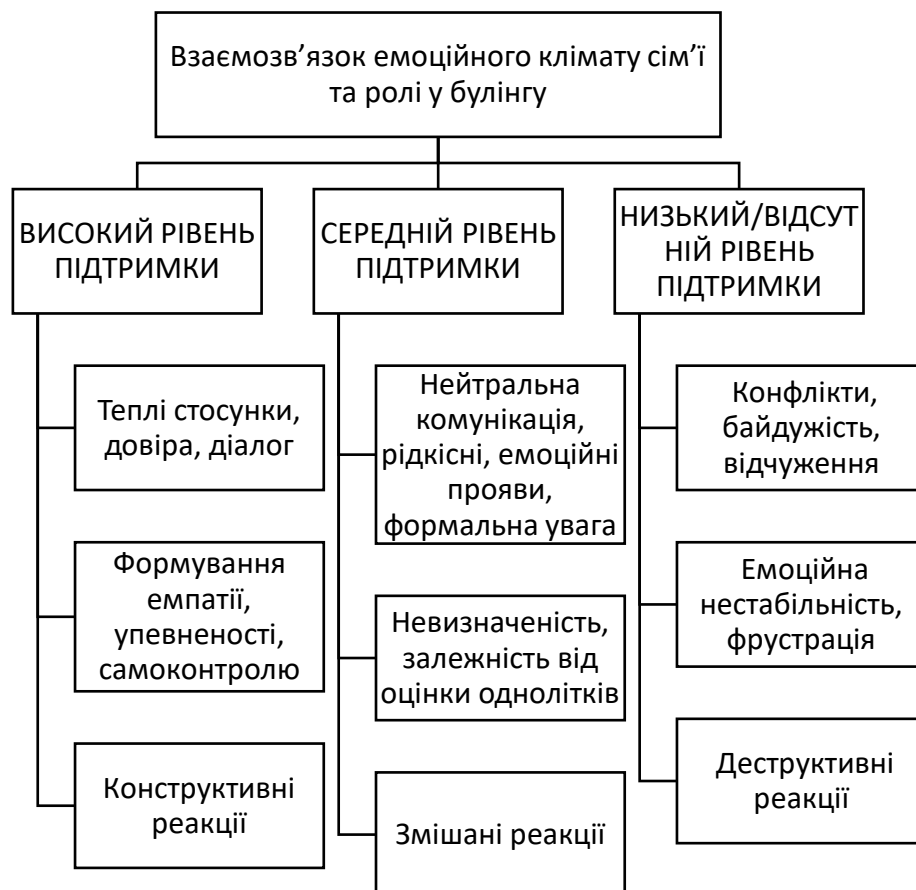 Взаємозв’язок емоційного клімату сім’ї
та ролі у булінгу
ВИСОКИЙ РІВЕНЬ
ПІДТРИМКИ
Теплі стосунки,
довіра, діалог
Формування
емпатії,
упевненості,
самоконтролю
Конструктивні
реакції
СЕРЕДНІЙ РІВЕНЬ
ПІДТРИМКИ
Нейтральна
комунікація,
рідкісні, емоційні
прояви,
формальна увага
Невизначеність,
залежність від
оцінки однолітків
Змішані реакції
НИЗЬКИЙ/ВІДСУТ
НІЙ РІВЕНЬ
ПІДТРИМКИ
Конфлікти,
байдужість,
відчуження
Емоційна
нестабільність,
фрустрація
Деструктивні
реакції